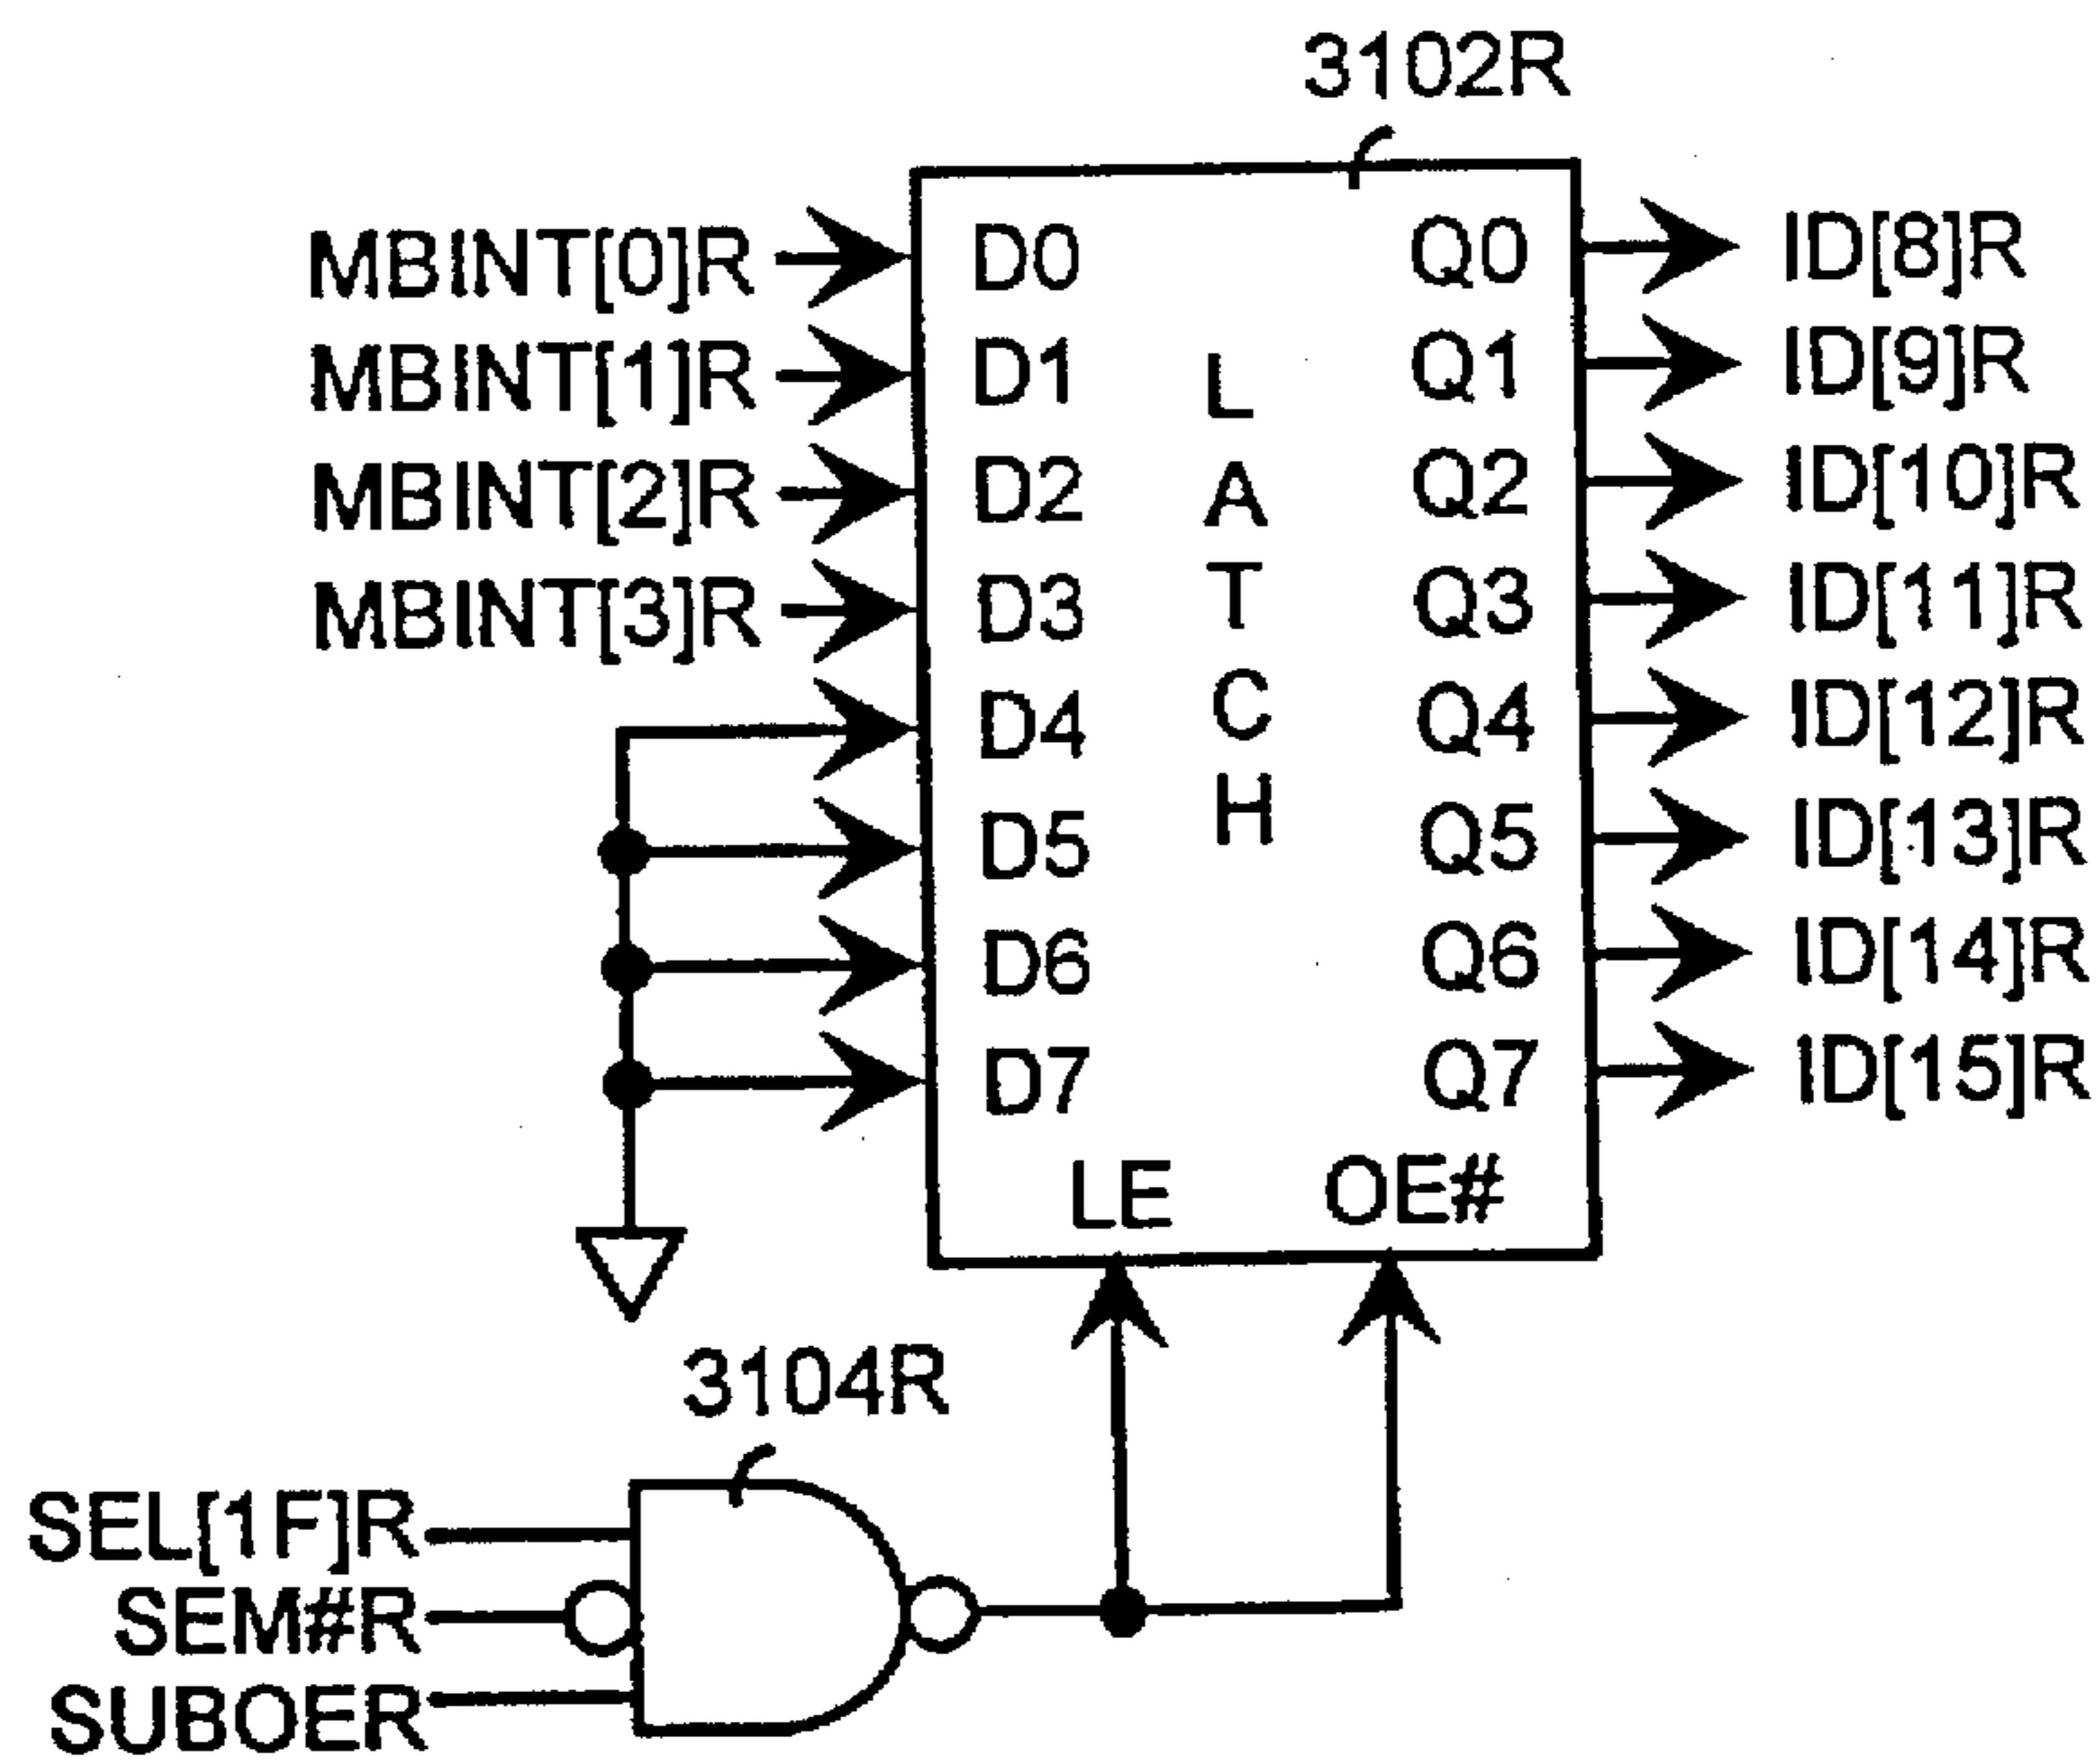 3102R
MBINT[0]R D0 Q0 ID[8]R
MBINT[1]R D1 Q1 ID[9]R
MBINT[2]R D2 Q2 ID[10]R
MBINT[3]R D3 Q3 ID[11]R
D4 Q4 ID[12]R
D5 Q5 ID[13]R
D6 Q6 ID[14]R
D7 Q7 ID[15]R
LATCH
LE OE#
3104R
SEL[1F]R
SEM#R
SUBOER